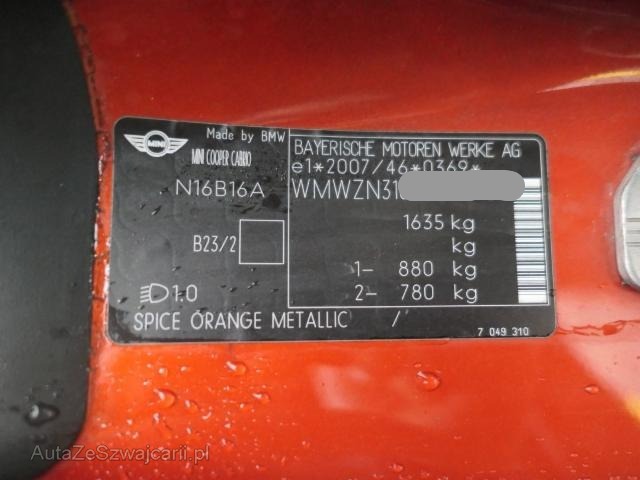 MINI
Made by BMW
MINI COOPER CABRIO
N16B16A
B23/2
1.0
SPICE ORANGE METALLIC /
BAYERISCHE MOTOREN WERKE AG
e1*2007/46*0369*
WMWZN31
1635 kg
kg
1- 880 kg
2- 780 kg
7 049 310
AutaZeSzwajcarii.pl